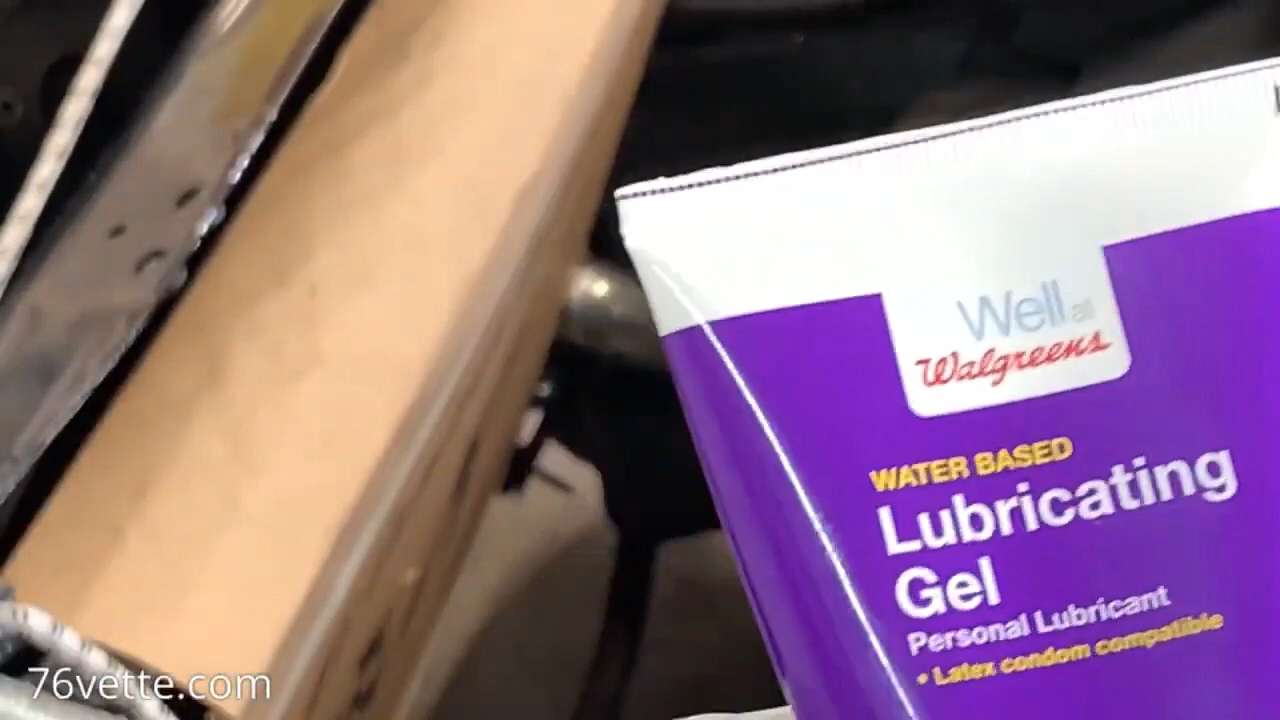 Well at
Walgreens
WATER BASED
Lubricating
Gel
Personal Lubricant
• Latex condom compatible
76vette.com